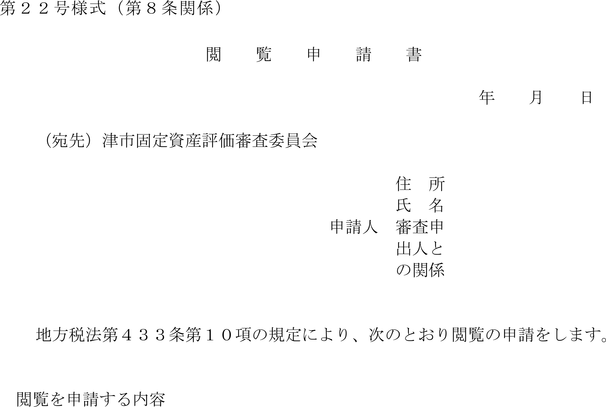 第２２号様式（第８条関係）
閲　覧　申　請　書
年　月　日
（宛先）津市固定資産評価審査委員会
住　所
氏　名
申請人　審査申
出人と
の関係
地方税法第４３３条第１０項の規定により、次のとおり閲覧の申請をします。
閲覧を申請する内容